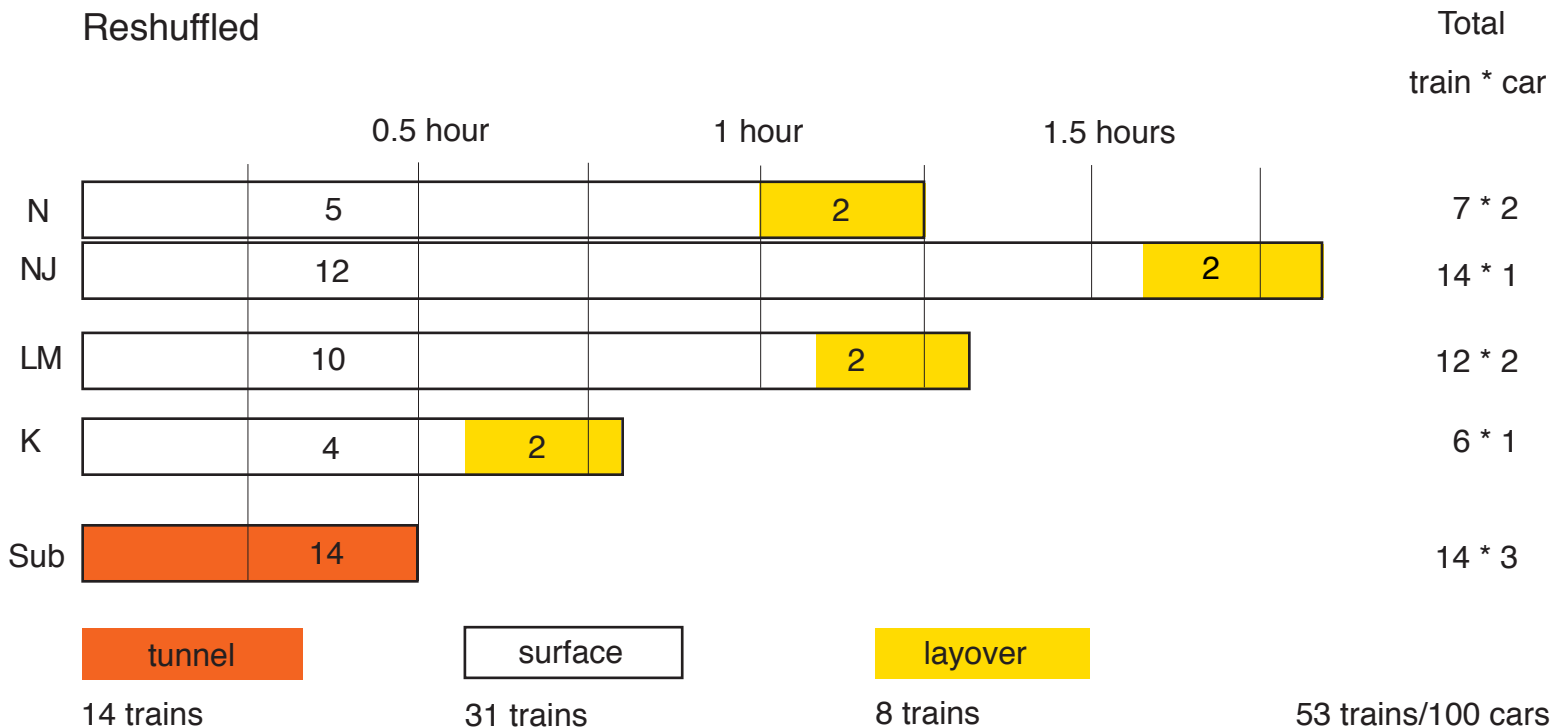 Reshuffled
Total
train * car
0.5 hour 1 hour 1.5 hours
N 5 2 7 * 2
NJ 12 2 14 * 1
LM 10 2 12 * 2
K 4 2 6 * 1
Sub 14 14 * 3
tunnel surface layover
14 trains 31 trains 8 trains 53 trains/100 cars